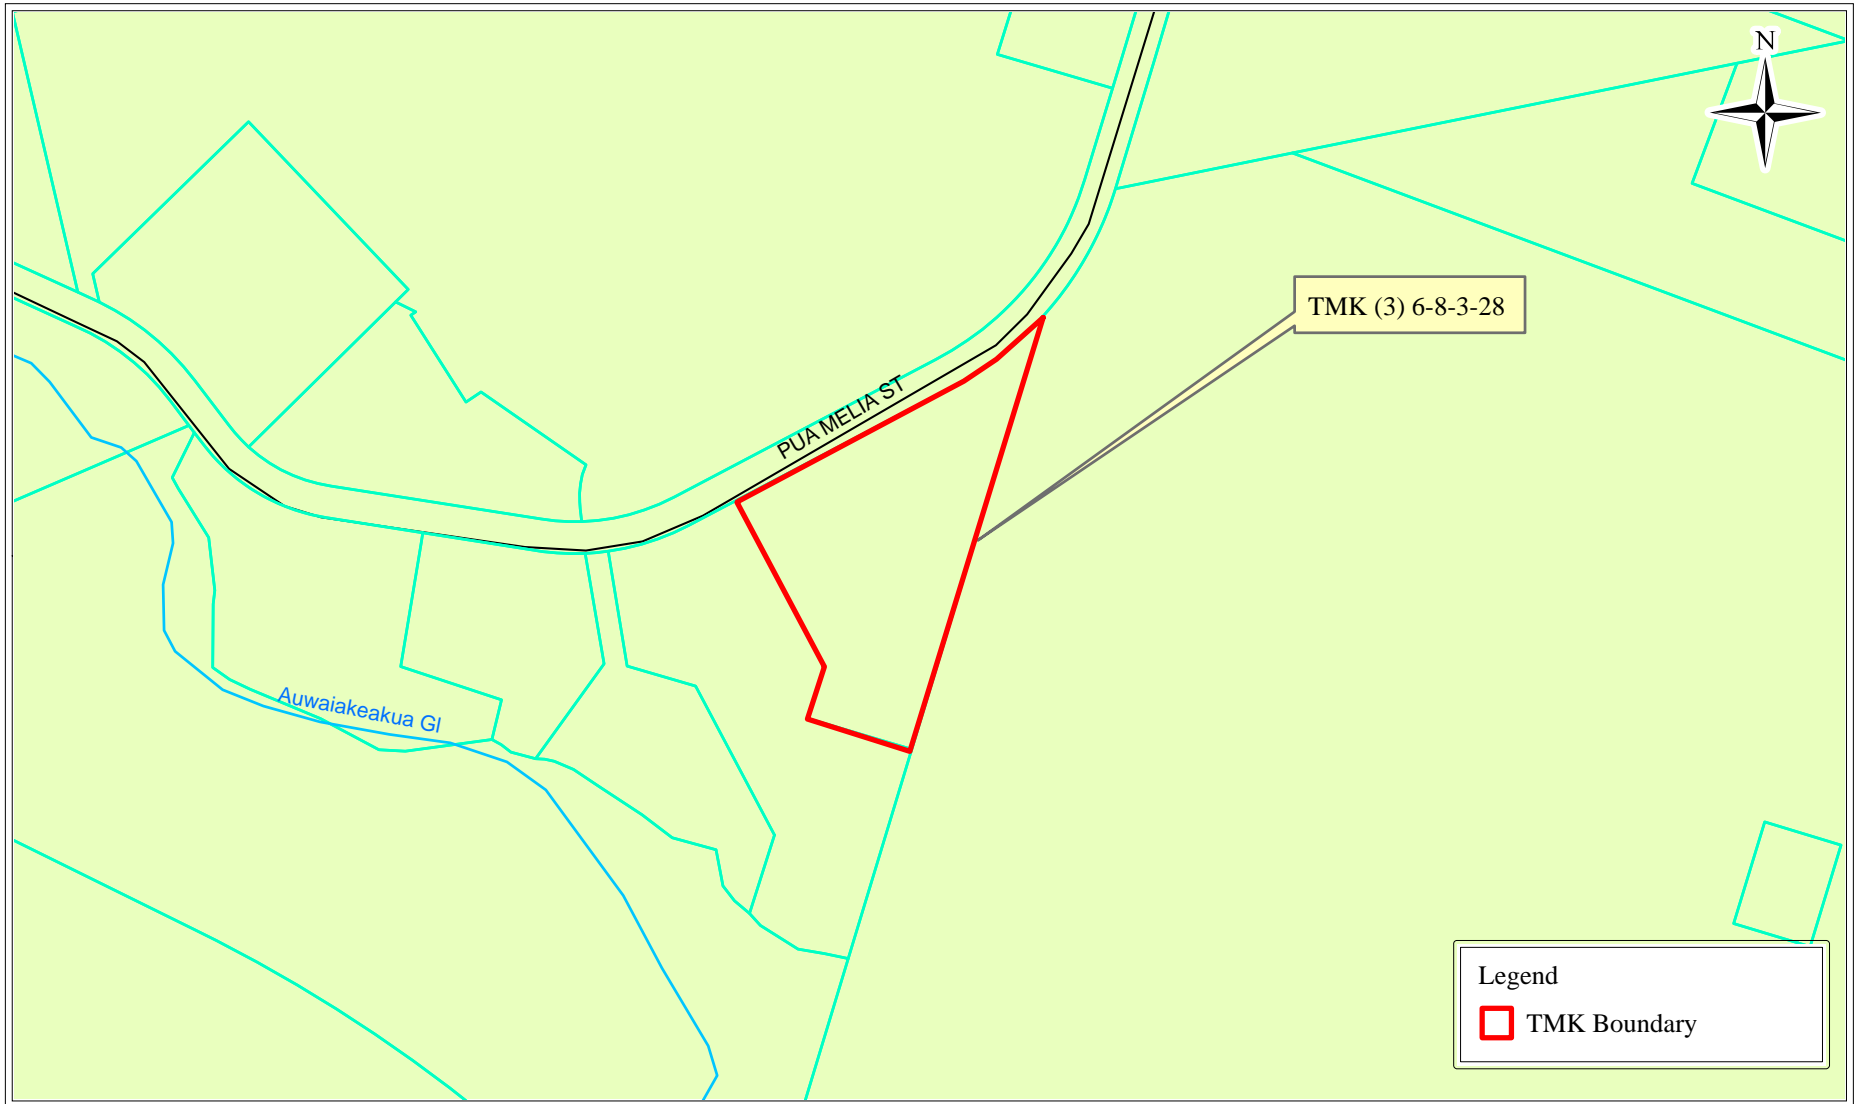 N
TMK (3) 6-8-3-28
PUA MELIA ST
Auwaiakeakua Gl
Legend
TMK Boundary